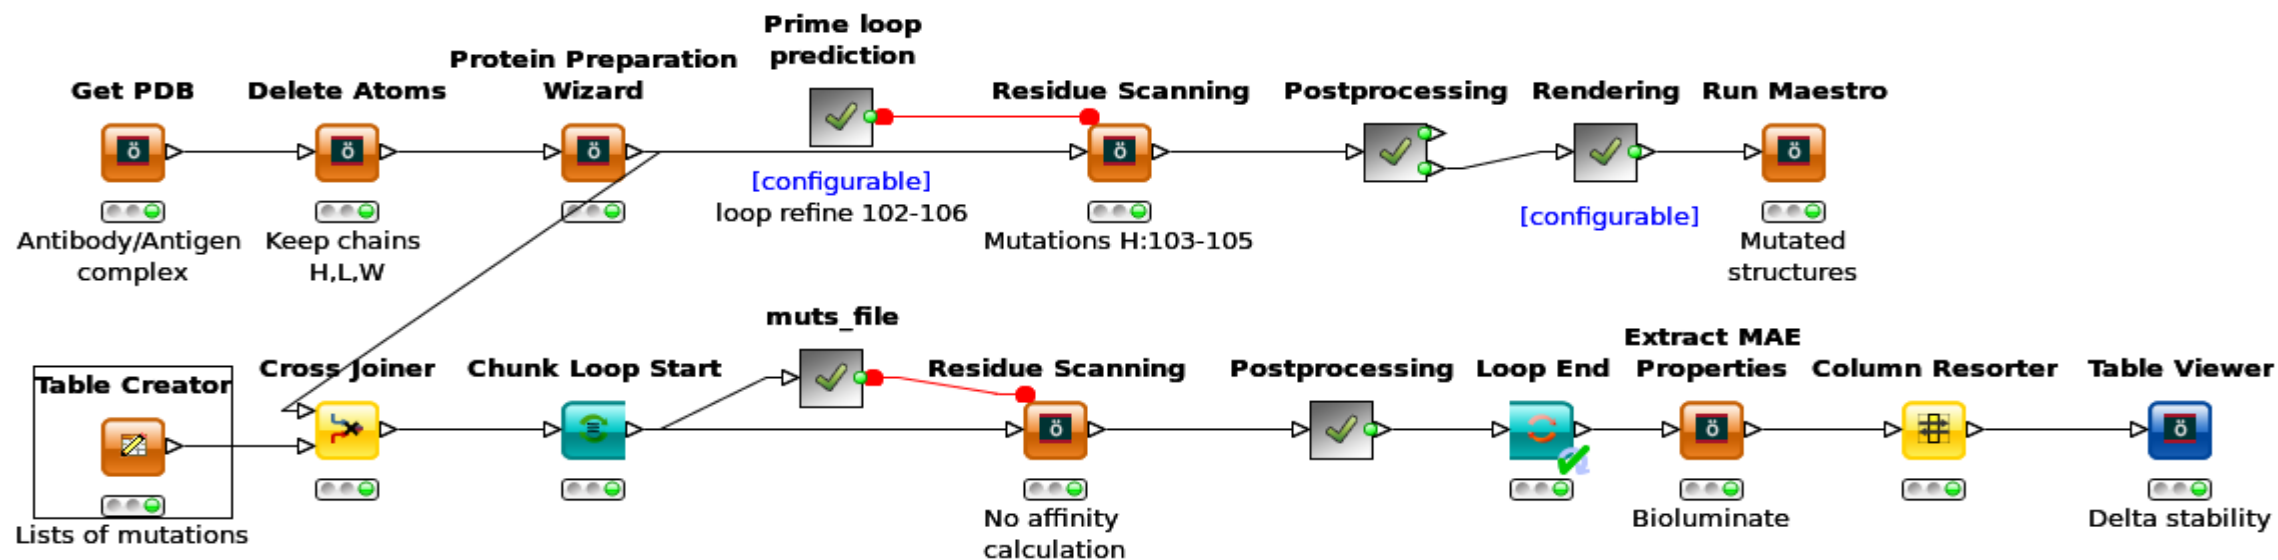 Prime loop
prediction
Protein Preparation
Wizard
Get PDB
Delete Atoms
Residue Scanning
Postprocessing
Rendering
Run Maestro
ö
ö
ö
ö
ö
[configurable]
loop refine 102-106
[configurable]
Antibody/Antigen
complex
Keep chains
H,L,W
Mutations H:103-105
Mutated
structures
muts_file
Extract MAE
Properties
Table Creator
Cross Joiner
Chunk Loop Start
Residue Scanning
Postprocessing
Loop End
Column Resorter
Table Viewer
ö
ö
ö
Lists of mutations
No affinity
calculation
Bioluminate
Delta stability